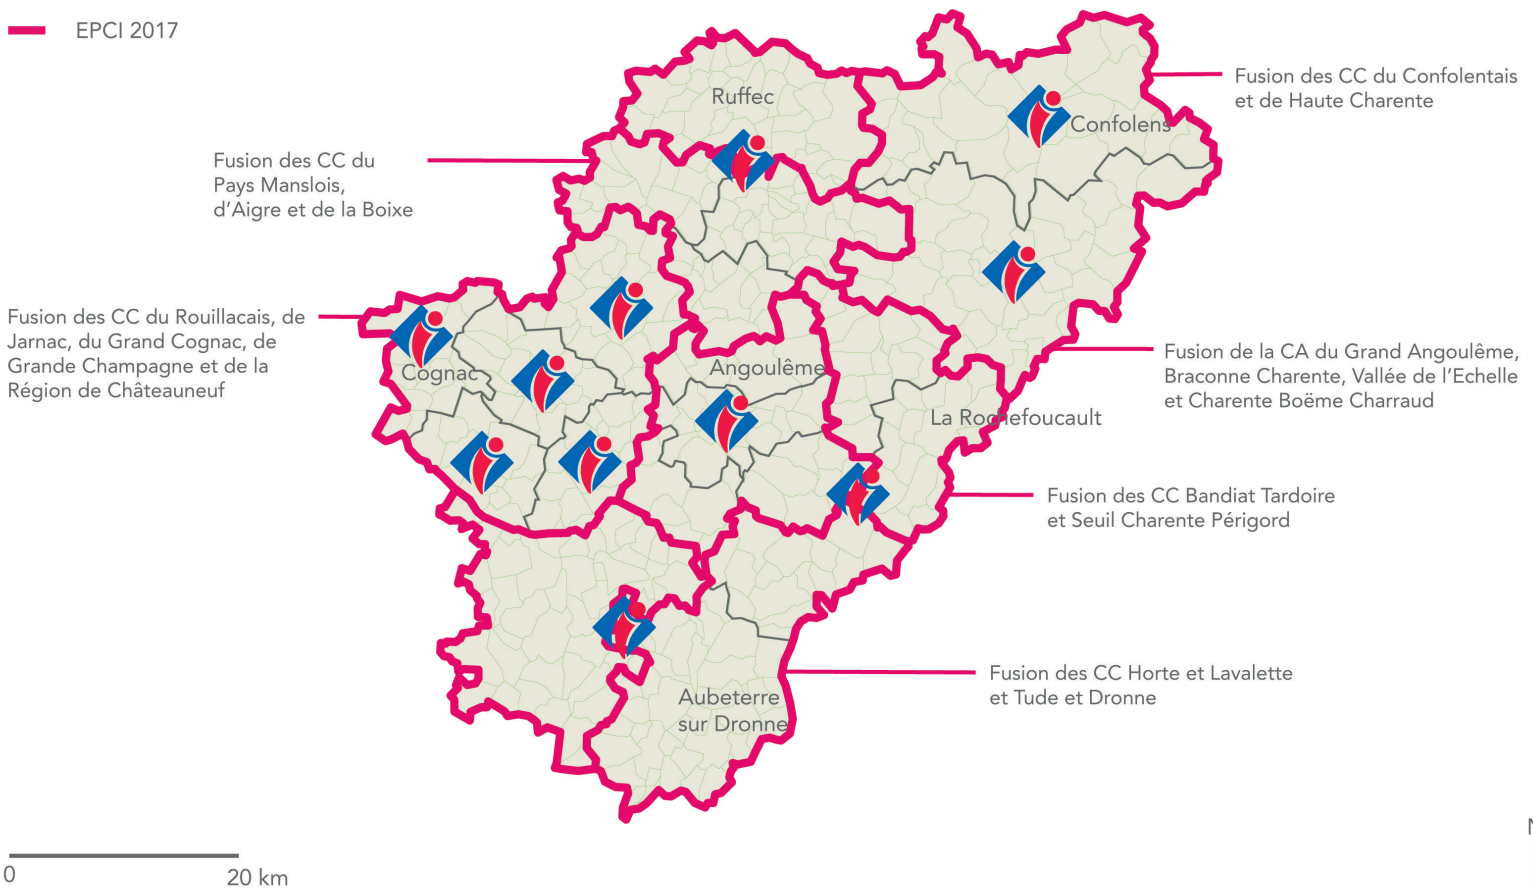 EPCI 2017
Ruffec
Fusion des CC du Confolentais
et de Haute Charente
Confolens
Fusion des CC du
Pays Manslois,
d’Aigre et de la Boixe
Fusion des CC du Rouillacais, de
Jarnac, du Grand Cognac, de
Grande Champagne et de la
Région de Châteauneuf
Cognac
Angoulême
Fusion de la CA du Grand Angoulême,
Braconne Charente, Vallée de l’Echelle
et Charente Boëme Charraud
La Rochefoucault
Fusion des CC Bandiat Tardoire
et Seuil Charente Périgord
Fusion des CC Horte et Lavalette
et Tude et Dronne
Aubeterre
sur Dronne
0
20 km